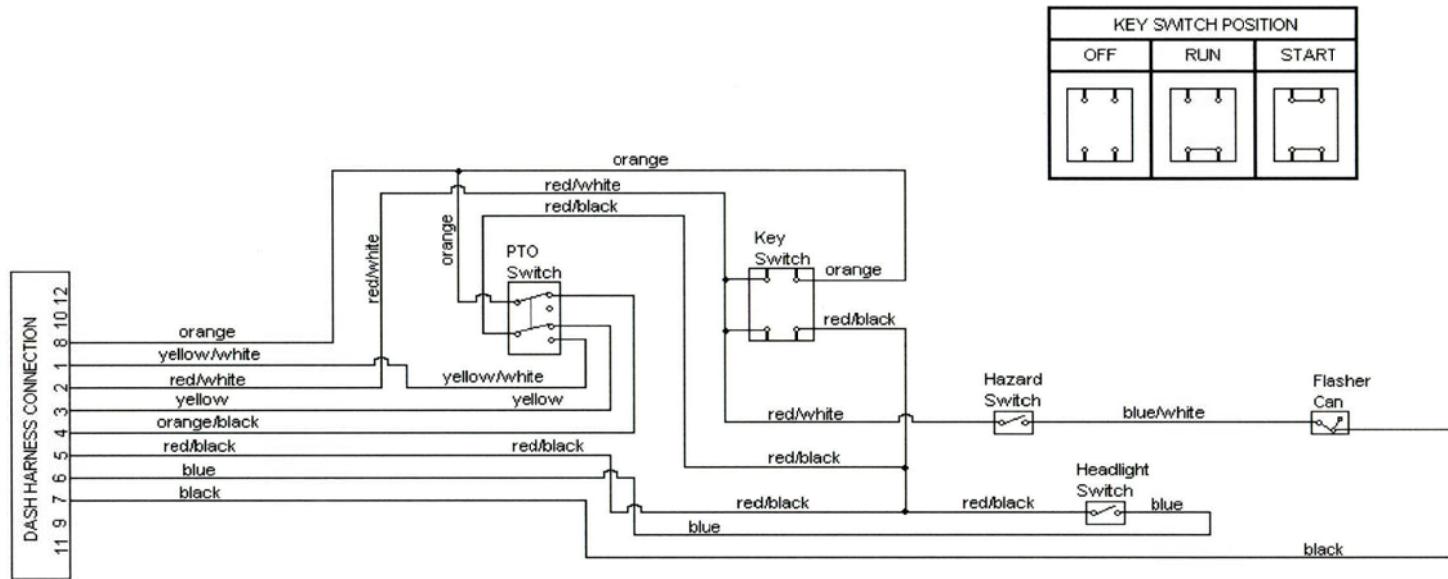 KEY SWITCH POSITION
OFF RUN START
orange
red/white
red/black
red/white
orange
PTO
Switch
Key
Switch
orange
red/black
DASH HARNESS CONNECTION
12
10
8
1
2
3
4
5
6
7
9
11
orange
yellow/white
red/white
yellow
orange/black
red/black
blue
black
yellow/white
yellow
red/black
red/white
Hazard
Switch
blue/white
Flasher
Can
red/black
Headlight
Switch
red/black
red/black
blue
blue
black